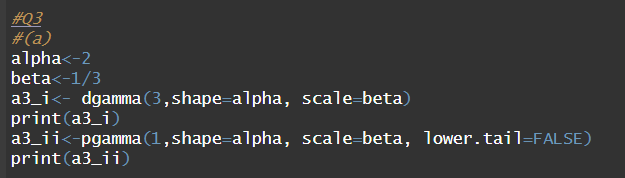 #Q3
#(a)
alpha<-2
beta<-1/3
a3_i<- dgamma(3,shape=alpha, scale=beta)
print(a3_i)
a3_ii<-pgamma(1,shape=alpha, scale=beta, lower.tail=FALSE)
print(a3_ii)